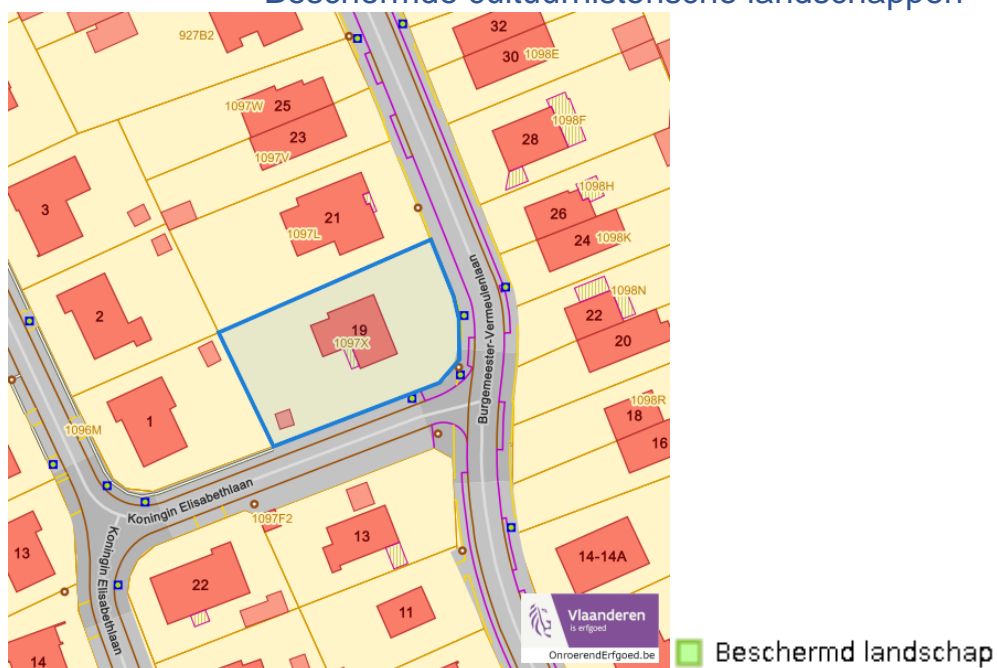 Beschermde cultuurhistorische landschappen
32
927B2
30 1098E
25
1097W
23
1098F
28
1097V
3
1098H
21
26
1097L
24 1098K
Burgemeester-Vermeulenlaan
1098N
2
22
19
20
1097X
1098R
18
1
1096M
16
Koningin Elisabethlaan
1097F2
13
13
Koningin Elisabethlaan
14-14A
22
11
Vlaanderen
is erfgoed
OnroerendErfgoed.be
14
Beschermd landschap